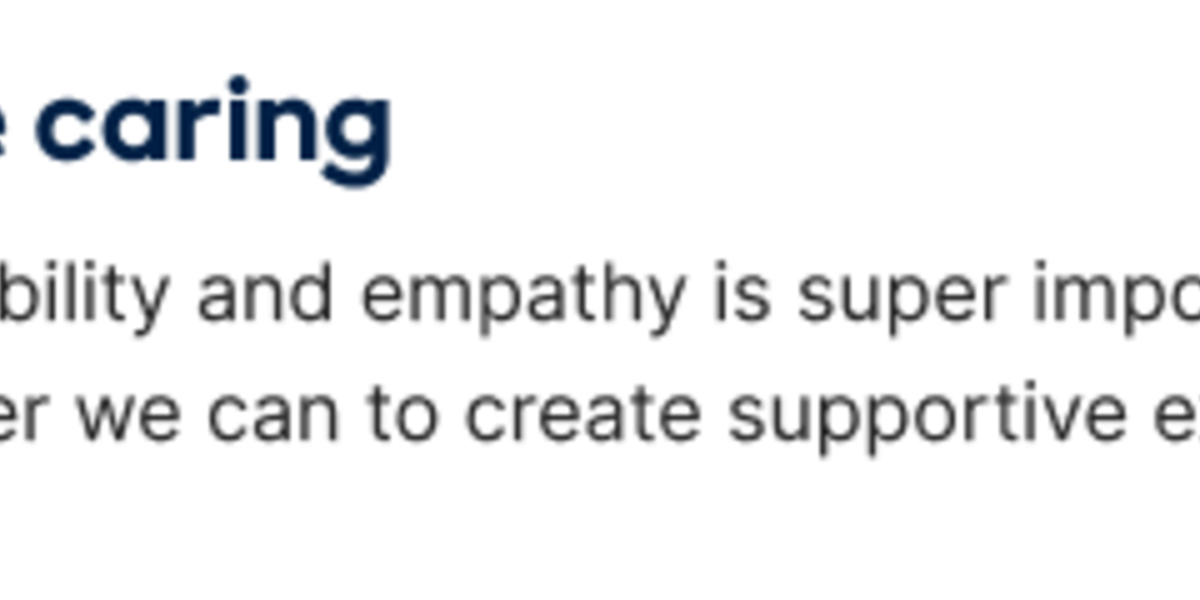 caring
bility and empathy is super impo
er we can to create supportive e